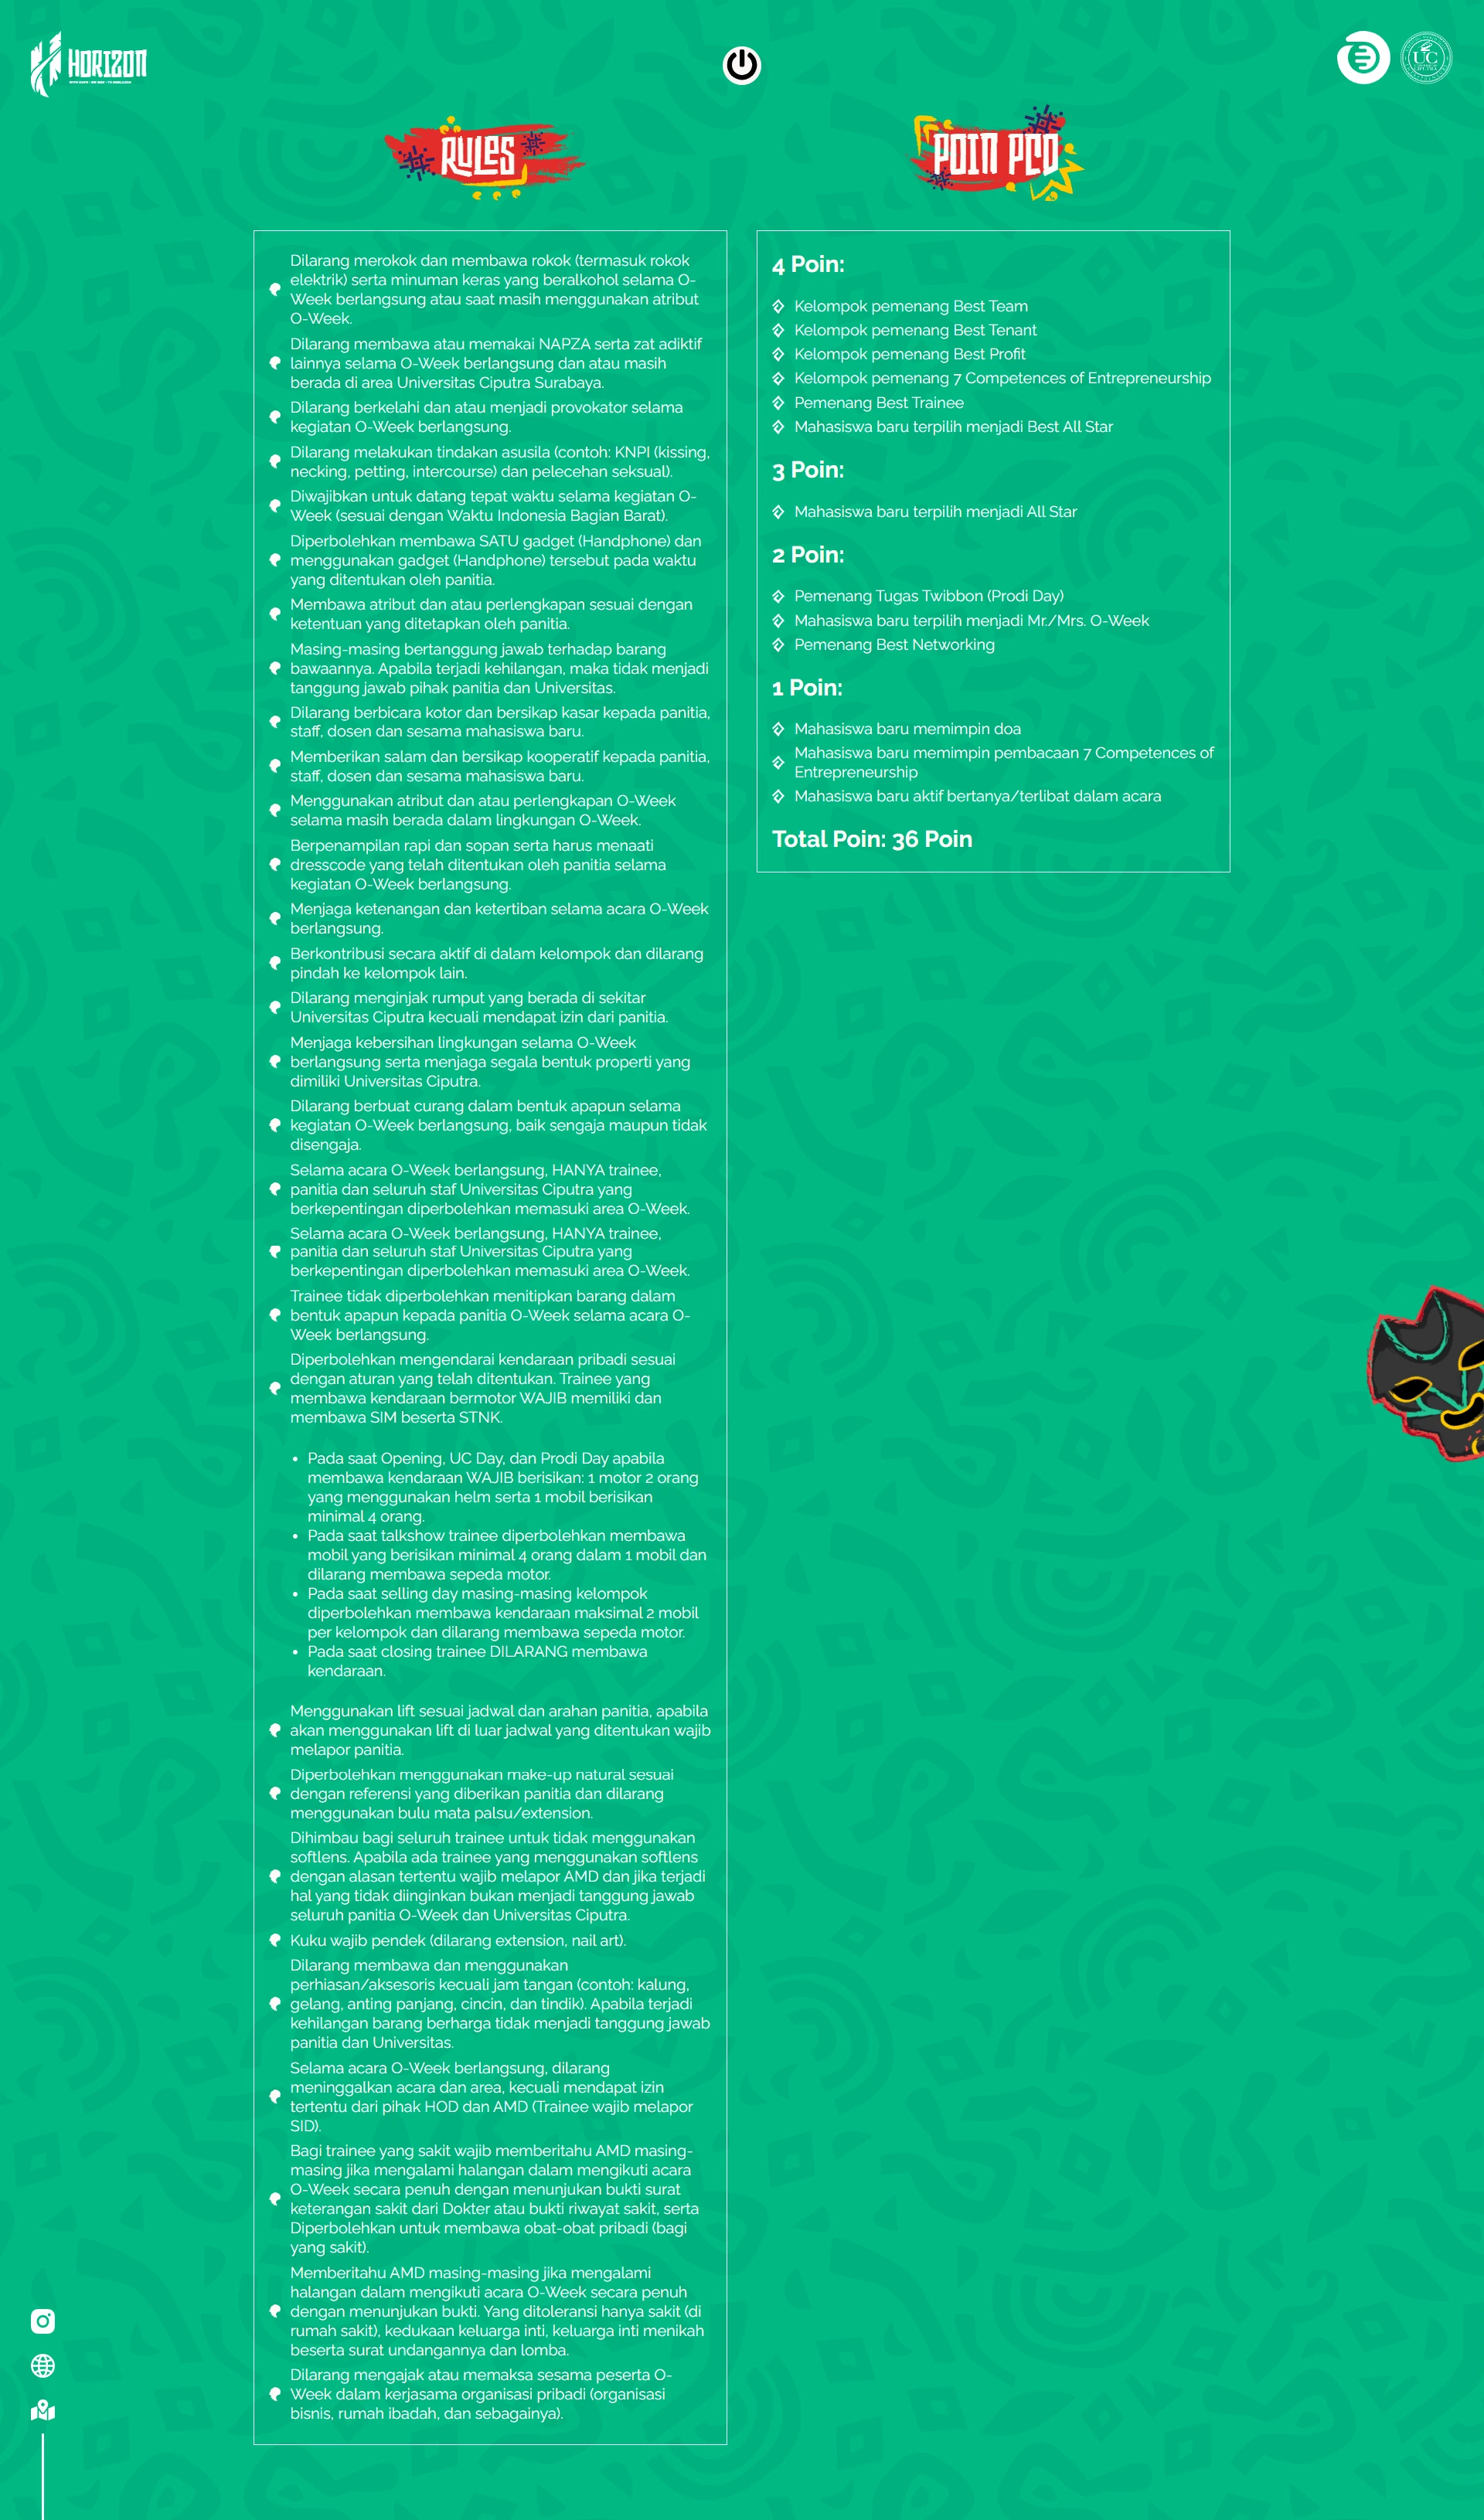 HORIZON
UC
RULES
Dilarang merokok dan membawa rokok (termasuk rokok
elektrik) serta minuman keras yang beralkohol selama O-
Week berlangsung atau saat masih menggunakan atribut
O-Week.
Dilarang membawa atau memakai NAPZA serta zat adiktif
lainnya selama O-Week berlangsung dan atau masih
berada di area Universitas Ciputra Surabaya.
Dilarang berkelahi dan atau menjadi provokator selama
kegiatan O-Week berlangsung.
Dilarang melakukan tindakan asusila (contoh: KNPI (kissing,
necking, petting, intercourse) dan pelecehan seksual).
Diwajibkan untuk datang tepat waktu selama kegiatan O-
Week (sesuai dengan Waktu Indonesia Bagian Barat).
Diperbolehkan membawa SATU gadget (Handphone) dan
menggunakan gadget (Handphone) tersebut pada waktu
yang ditentukan oleh panitia.
Membawa atribut dan atau perlengkapan sesuai dengan
ketentuan yang ditetapkan oleh panitia.
Masing-masing bertanggung jawab terhadap barang
bawaannya. Apabila terjadi kehilangan, maka tidak menjadi
tanggung jawab pihak panitia dan Universitas.
Dilarang berbicara kotor dan bersikap kasar kepada panitia,
staff, dosen dan sesama mahasiswa baru.
Memberikan salam dan bersikap kooperatif kepada panitia,
staff, dosen dan sesama mahasiswa baru.
Menggunakan atribut dan atau perlengkapan O-Week
selama masih berada dalam lingkungan O-Week.
Berpenampilan rapi dan sopan serta harus menaati
dresscode yang telah ditentukan oleh panitia selama
kegiatan O-Week berlangsung.
Menjaga ketenangan dan ketertiban selama acara O-Week
berlangsung.
Berkontribusi secara aktif di dalam kelompok dan dilarang
pindah ke kelompok lain.
Dilarang menginjak rumput yang berada di sekitar
Universitas Ciputra kecuali mendapat izin dari panitia.
Menjaga kebersihan lingkungan selama O-Week
berlangsung serta menjaga segala bentuk properti yang
dimiliki Universitas Ciputra.
Dilarang berbuat curang dalam bentuk apapun selama
kegiatan O-Week berlangsung, baik sengaja maupun tidak
disengaja.
Selama acara O-Week berlangsung, HANYA trainee,
panitia dan seluruh staf Universitas Ciputra yang
berkepentingan diperbolehkan memasuki area O-Week.
Selama acara O-Week berlangsung, HANYA trainee,
panitia dan seluruh staf Universitas Ciputra yang
berkepentingan diperbolehkan memasuki area O-Week.
Trainee tidak diperbolehkan menitipkan barang dalam
bentuk apapun kepada panitia O-Week selama acara O-
Week berlangsung.
Diperbolehkan mengendarai kendaraan pribadi sesuai
dengan aturan yang telah ditentukan. Trainee yang
membawa kendaraan bermotor WAJIB memiliki dan
membawa SIM beserta STNK.
• Pada saat Opening, UC Day, dan Prodi Day apabila
membawa kendaraan WAJIB berisikan: 1 motor 2 orang
yang menggunakan helm serta 1 mobil berisikan
minimal 4 orang.
• Pada saat talkshow trainee diperbolehkan membawa
mobil yang berisikan minimal 4 orang dalam 1 mobil dan
dilarang membawa sepeda motor.
• Pada saat selling day masing-masing kelompok
diperbolehkan membawa kendaraan maksimal 2 mobil
per kelompok dan dilarang membawa sepeda motor.
• Pada saat closing trainee DILARANG membawa
kendaraan.
Menggunakan lift sesuai jadwal dan arahan panitia, apabila
akan menggunakan lift di luar jadwal yang ditentukan wajib
melapor panitia.
Diperbolehkan menggunakan make-up natural sesuai
dengan referensi yang diberikan panitia dan dilarang
menggunakan bulu mata palsu/extension.
Dihimbau bagi seluruh trainee untuk tidak menggunakan
softlens. Apabila ada trainee yang menggunakan softlens
dengan alasan tertentu wajib melapor AMD dan jika terjadi
hal yang tidak diinginkan bukan menjadi tanggung jawab
seluruh panitia O-Week dan Universitas Ciputra.
Kuku wajib pendek (dilarang extension, nail art).
Dilarang membawa dan menggunakan
perhiasan/aksesoris kecuali jam tangan (contoh: kalung,
gelang, anting panjang, cincin, dan tindik). Apabila terjadi
kehilangan barang berharga tidak menjadi tanggung jawab
panitia dan Universitas.
Selama acara O-Week berlangsung, dilarang
meninggalkan acara dan area, kecuali mendapat izin
tertentu dari pihak HOD dan AMD (Trainee wajib melapor
SID).
Bagi trainee yang sakit wajib memberitahu AMD masing-
masing jika mengalami halangan dalam mengikuti acara
O-Week secara penuh dengan menunjukan bukti surat
keterangan sakit dari Dokter atau bukti riwayat sakit, serta
Diperbolehkan untuk membawa obat-obat pribadi (bagi
yang sakit).
Memberitahu AMD masing-masing jika mengalami
halangan dalam mengikuti acara O-Week secara penuh
dengan menunjukan bukti. Yang ditoleransi hanya sakit (di
rumah sakit), kedukaan keluarga inti, keluarga inti menikah
beserta surat undangannya dan lomba.
Dilarang mengajak atau memaksa sesama peserta O-
Week dalam kerjasama organisasi pribadi (organisasi
bisnis, rumah ibadah, dan sebagainya).
POIN PCD
4 Poin:
Kelompok pemenang Best Team
Kelompok pemenang Best Tenant
Kelompok pemenang Best Profit
Kelompok pemenang 7 Competences of Entrepreneurship
Pemenang Best Trainee
Mahasiswa baru terpilih menjadi Best All Star
3 Poin:
Mahasiswa baru terpilih menjadi All Star
2 Poin:
Pemenang Tugas Twibbon (Prodi Day)
Mahasiswa baru terpilih menjadi Mr./Mrs. O-Week
Pemenang Best Networking
1 Poin:
Mahasiswa baru memimpin doa
Mahasiswa baru memimpin pembacaan 7 Competences of
Entrepreneurship
Mahasiswa baru aktif bertanya/terlibat dalam acara
Total Poin: 36 Poin